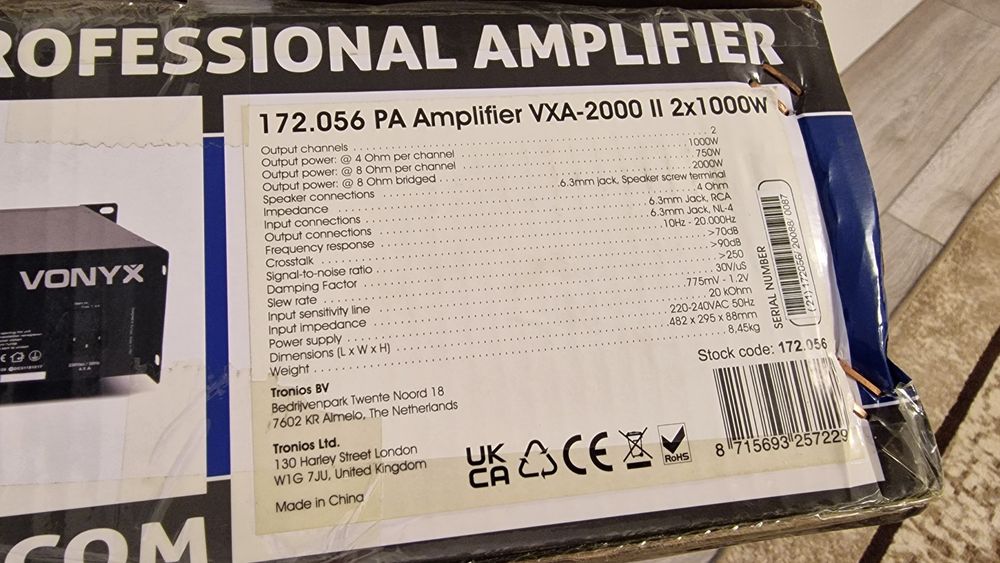 ROFESSIONAL AMPLIFIER
172.056 PA Amplifier VXA-2000 II 2x1000W
Output channels 2
Output power: @ 4 Ohm per channel 1000W
Output power: @ 8 Ohm per channel 750W
Output power: @ 8 Ohm bridged 2000W
Speaker connections 6.3mm jack, Speaker screw terminal
Impedance 4 Ohm
Input connections 6.3mm Jack, RCA
Output connections 6.3mm Jack, NL-4
Frequency response 10Hz - 20.000Hz
Crosstalk >70dB
Signal-to-noise ratio >90dB
Damping Factor >250
Slew rate 30V/uS
Input sensitivity line 775mV - 1.2V
Input impedance 20 kOhm
Power supply 220-240VAC 50Hz
Dimensions (L x W x H) 482 x 295 x 88mm
Weight 8,45kg
SERIAL NUMBER
(21)172056/20088/0087
Stock code: 172.056
8 715693 257229
Tronios BV
Bedrijvenpark Twente Noord 18
7602 KR Almelo, The Netherlands
Tronios Ltd.
130 Harley Street London
W1G 7JU, United Kingdom
Made in China
UK
CA
CE
RoHS
VONYX
.COM